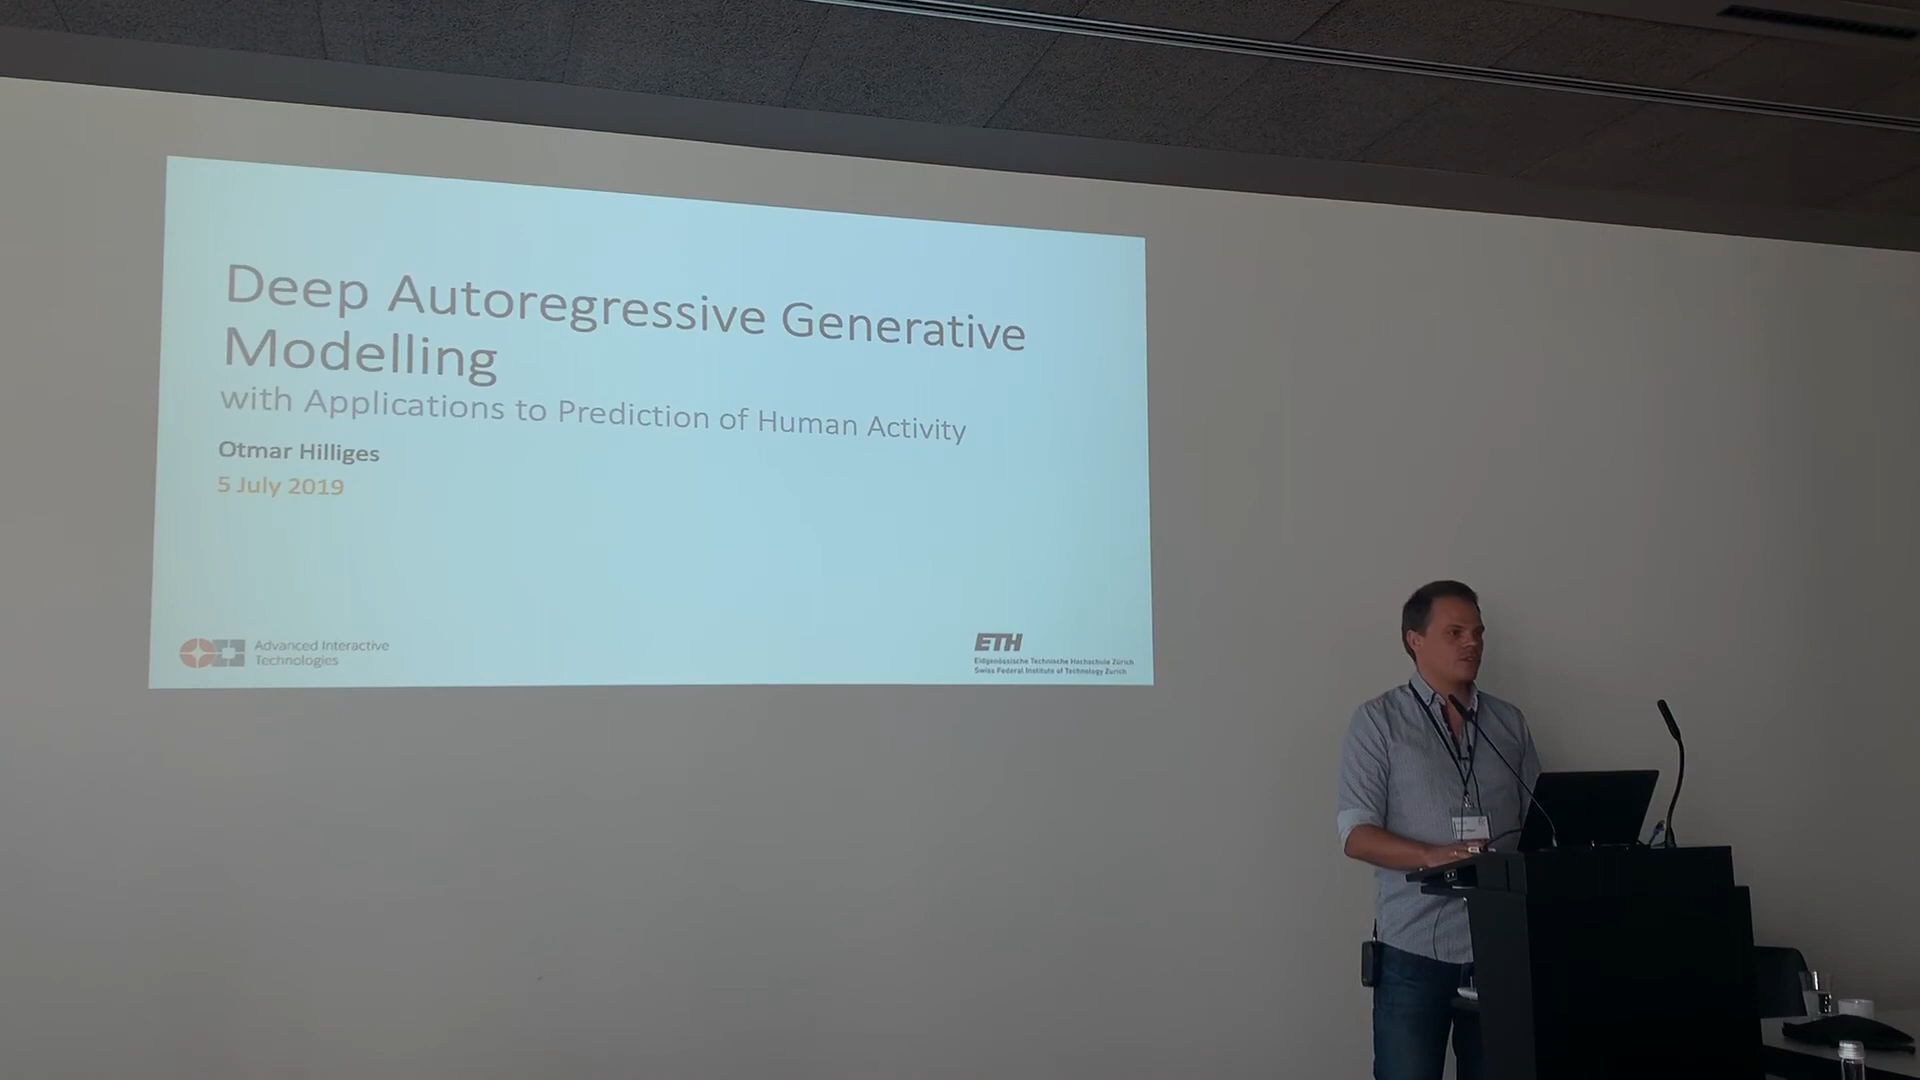 Deep Autoregressive Generative
Modelling
with Applications to Prediction of Human Activity
Otmar Hilliges
5 July 2019
Advanced Interactive
Technologies
ETH
Eidgenössische Technische Hochschule Zürich
Swiss Federal Institute of Technology Zurich